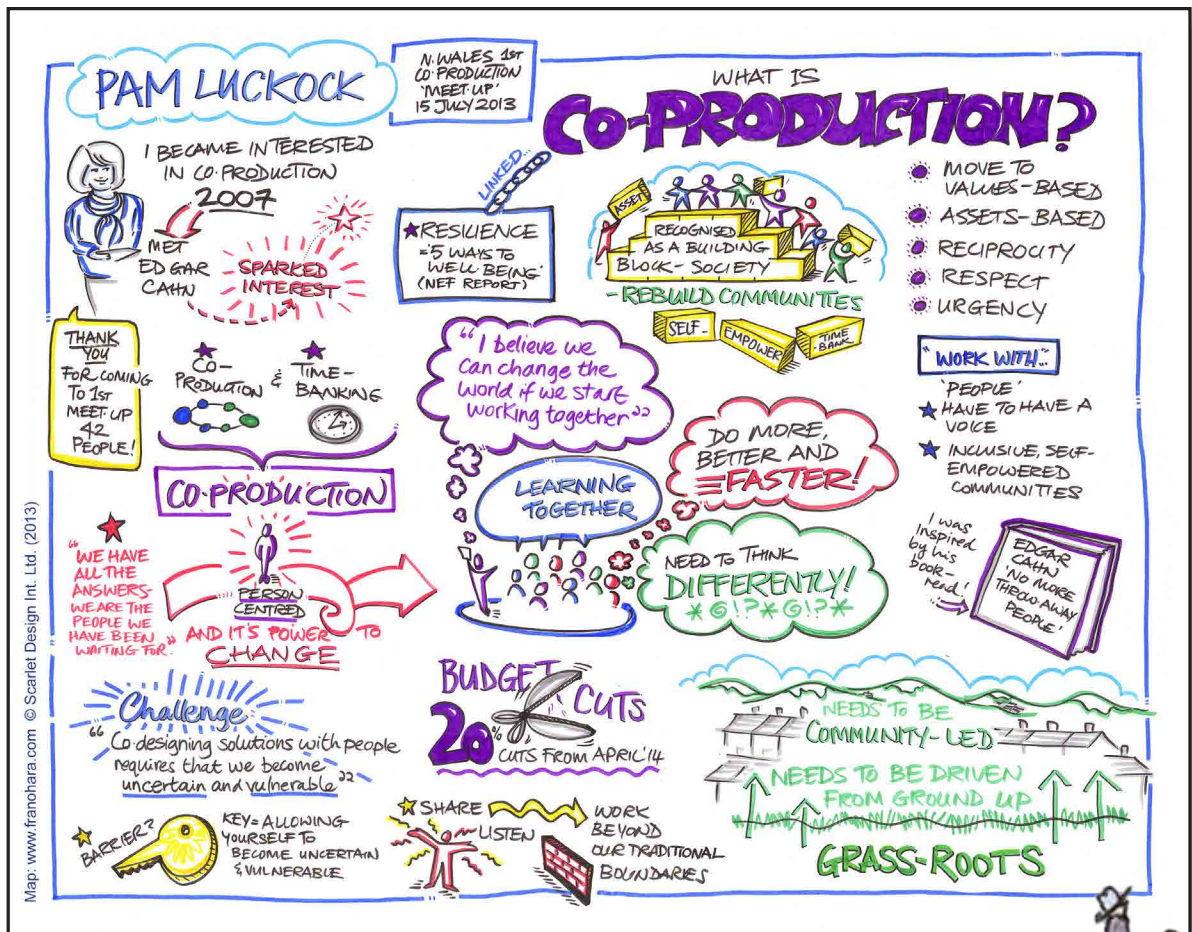 PAM LUCKOCK
N. WALES 1ST
CO-PRODUCTION
'MEET-UP'
15 JULY 2013
WHAT IS
CO-PRODUCTION?
I BECAME INTERESTED
IN CO-PRODUCTION
2007
MET
EDGAR
CAHN
SPARKED
INTEREST
LINKED...
RESILIENCE
='5 WAYS TO
WELL BEING'
(NEF REPORT)
ASSET
RECOGNISED
AS A BUILDING
BLOCK-SOCIETY
-REBUILD COMMUNITIES
SELF-
EMPOWER
TIME
BANK
MOVE TO
VALUES-BASED
ASSETS-BASED
RECIPROCITY
RESPECT
URGENCY
THANK
YOU
FOR COMING
TO 1ST
MEET-UP
42
PEOPLE!
CO-
PRODUCTION
&
TIME-
BANKING
CO-PRODUCTION
"I believe we
can change the
world if we start
working together"
"WORK WITH..."
'PEOPLE'
HAVE TO HAVE A
VOICE
INCLUSIVE, SELF-
EMPOWERED
COMMUNITIES
DO MORE,
BETTER AND
FASTER!
LEARNING
TOGETHER
NEED TO THINK
DIFFERENTLY!
*@!?*@!?*
I was
inspired
by his
book-
read!
EDGAR
CAHN
'NO MORE
THROW-AWAY
PEOPLE'
"WE HAVE
ALL THE
ANSWERS-
WE ARE THE
PEOPLE WE
HAVE BEEN
WAITING FOR."
PERSON
CENTRED
AND IT'S POWER TO
CHANGE
Challenge
"Co-designing solutions with people
requires that we become
uncertain and vulnerable"
BUDGET
CUTS
20%
CUTS FROM APRIL '14
NEEDS TO BE
COMMUNITY-LED
NEEDS TO BE DRIVEN
FROM GROUND UP
GRASS-ROOTS
BARRIER?
KEY=ALLOWING
YOURSELF TO
BECOME UNCERTAIN
& VULNERABLE
SHARE
LISTEN
WORK
BEYOND
OUR TRADITIONAL
BOUNDARIES
Map: www.franohara.com © Scarlet Design Int. Ltd. (2013)